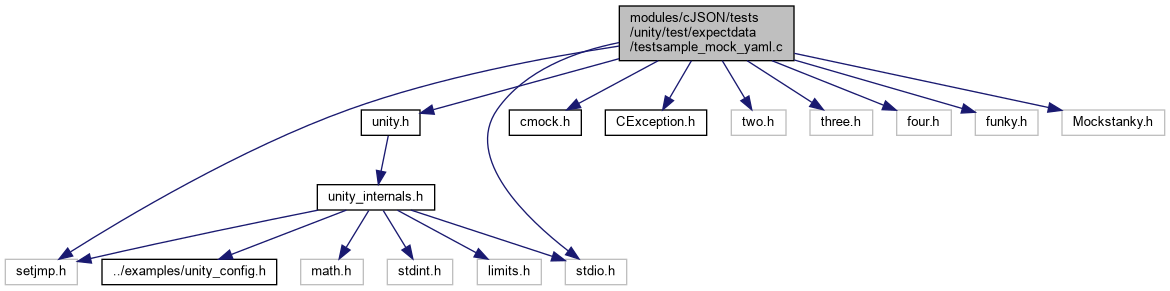 modules/cJSON/tests
/unity/test/expectdata
/testsample_mock_yaml.c
unity.h
cmock.h
CException.h
two.h
three.h
four.h
funky.h
Mockstanky.h
unity_internals.h
setjmp.h
../examples/unity_config.h
math.h
stdint.h
limits.h
stdio.h